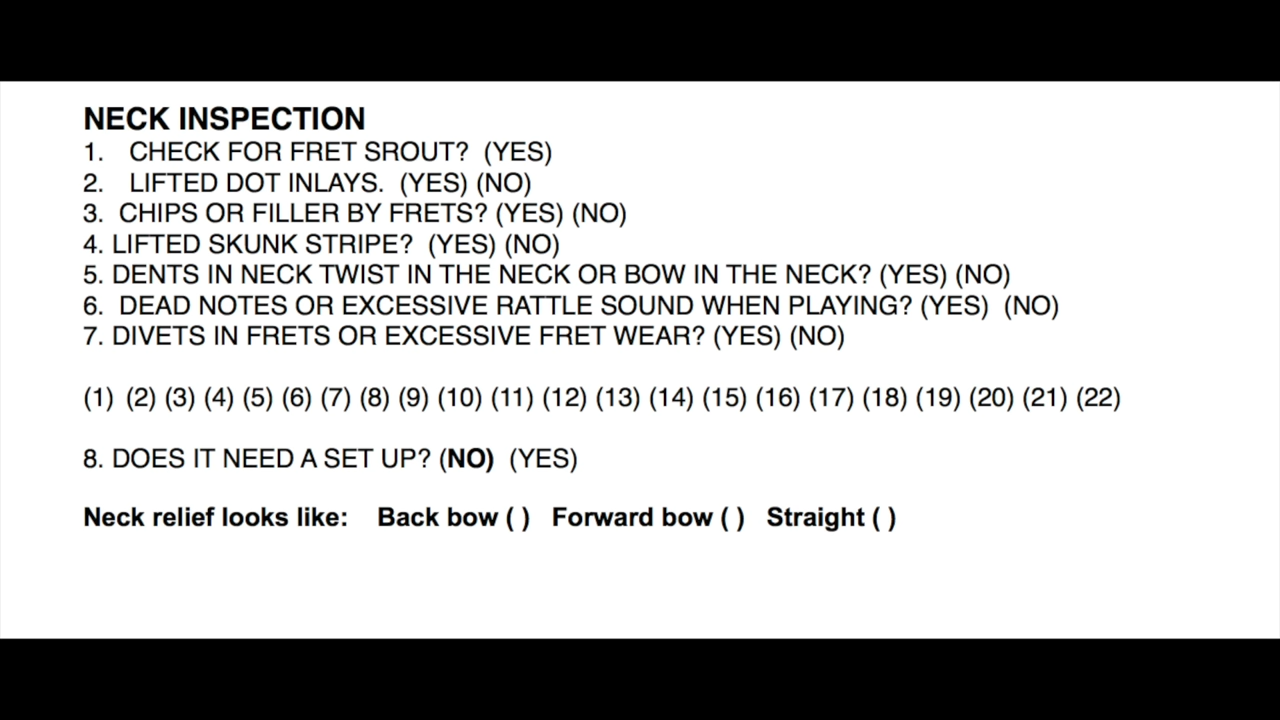 NECK INSPECTION
1. CHECK FOR FRET SROUT? (YES)
2. LIFTED DOT INLAYS. (YES) (NO)
3. CHIPS OR FILLER BY FRETS? (YES) (NO)
4. LIFTED SKUNK STRIPE? (YES) (NO)
5. DENTS IN NECK TWIST IN THE NECK OR BOW IN THE NECK? (YES) (NO)
6. DEAD NOTES OR EXCESSIVE RATTLE SOUND WHEN PLAYING? (YES) (NO)
7. DIVETS IN FRETS OR EXCESSIVE FRET WEAR? (YES) (NO)
(1) (2) (3) (4) (5) (6) (7) (8) (9) (10) (11) (12) (13) (14) (15) (16) (17) (18) (19) (20) (21) (22)
8. DOES IT NEED A SET UP? (NO) (YES)
Neck relief looks like: Back bow ( ) Forward bow ( ) Straight ( )